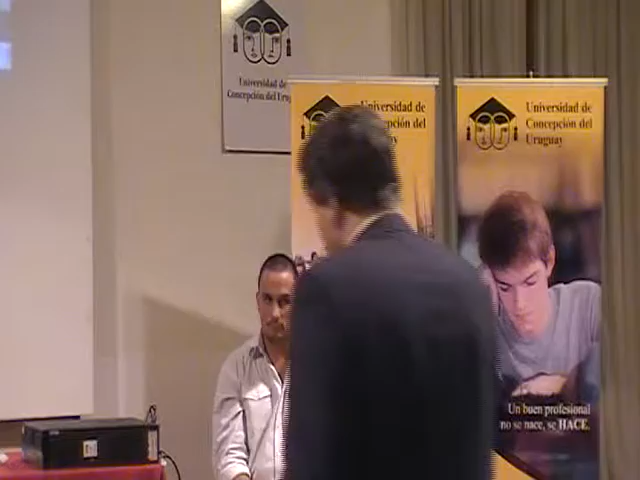 Universidad de
Concepción del Uruguay
Universidad de
Concepción del
Uruguay
Universidad de
Concepción del
Uruguay
Un buen profesional
no se nace, se HACE.